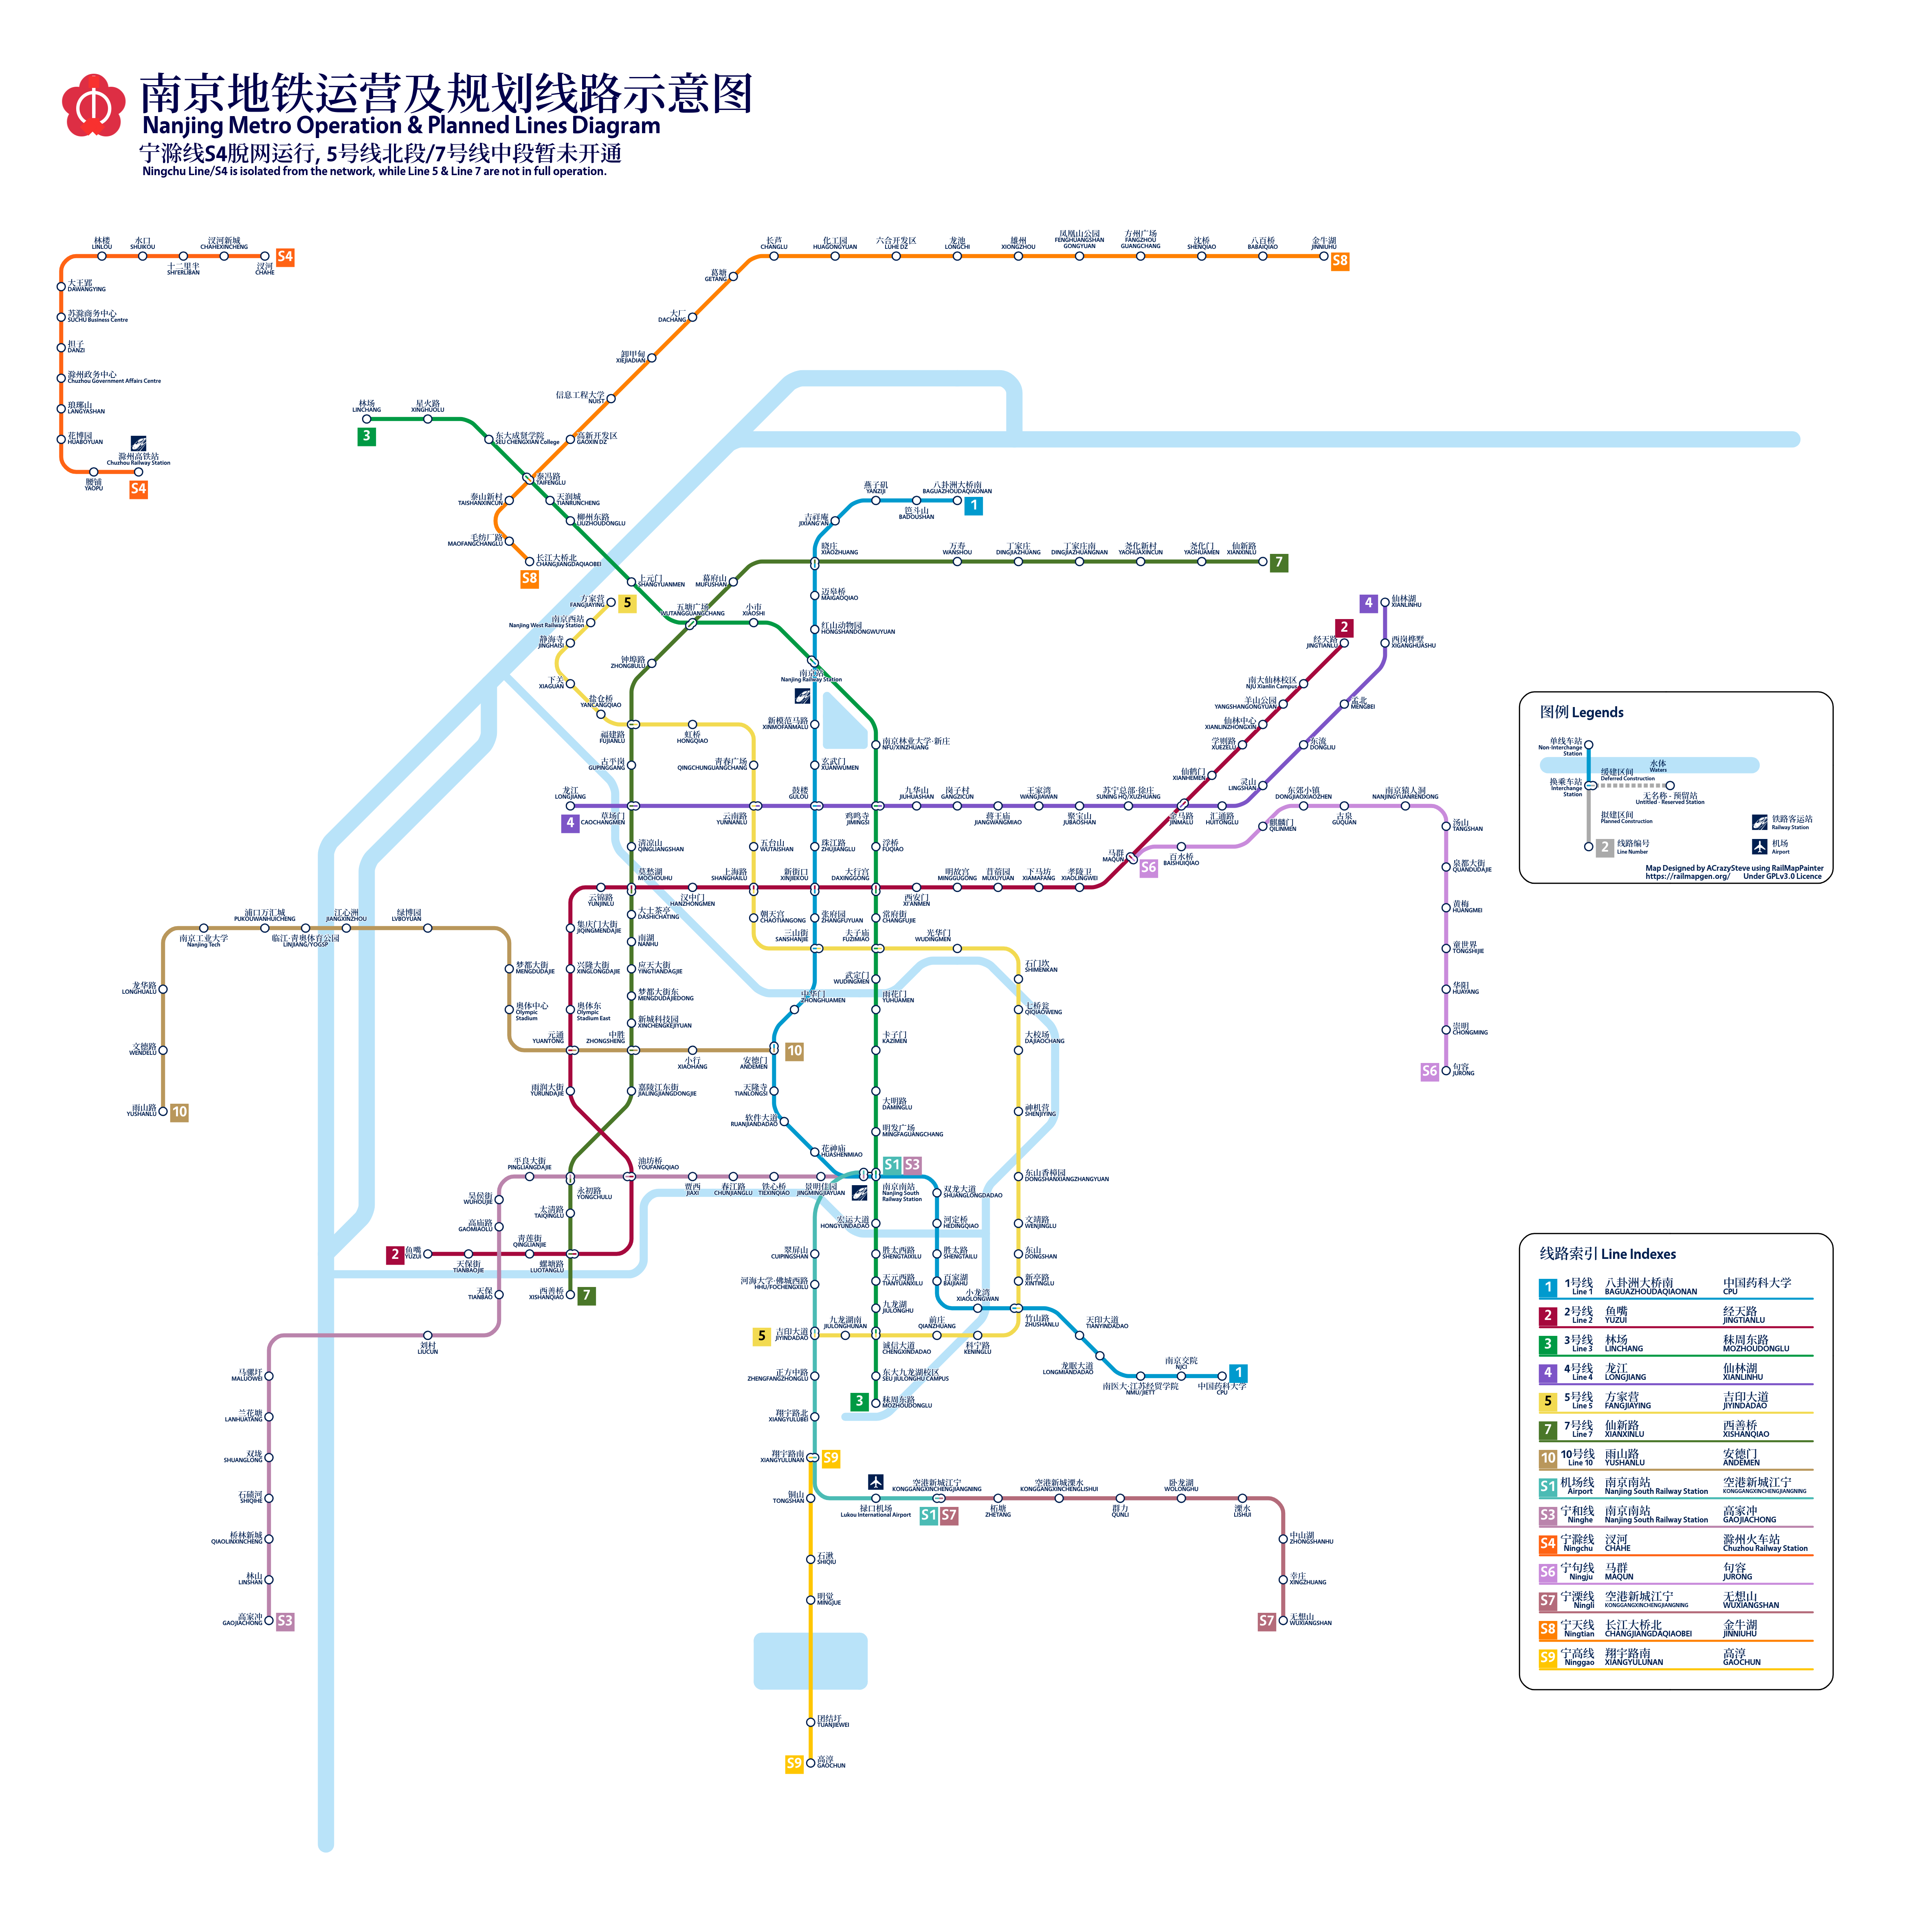 南京地铁运营及规划线路示意图
Nanjing Metro Operation & Planned Lines Diagram
宁滁线S4脱网运行, 5号线北段/7号线中段暂未开通
Ningchu Line/S4 is isolated from the network, while Line 5 & Line 7 are not in full operation.
林楼
LINLOU
水口
SHUIKOU
十二里半
SHI'ERLIBAN
汊河新城
CHAHEXINCHENG
汊河
CHAHE
S4
大王郢
DAWANGYING
苏滁商务中心
SUCHU Business Centre
担子
DANZI
滁州政务中心
Chuzhou Government Affairs Centre
琅琊山
LANGYASHAN
花博园
HUABOYUAN
腰铺
YAOPU
滁州高铁站
Chuzhou Railway Station
S4
长芦
CHANGLU
化工园
HUAGONGYUAN
六合开发区
LUHE DZ
龙池
LONGCHI
雄州
XIONGZHOU
凤凰山公园
FENGHUANGSHAN
GONGYUAN
方州广场
FANGZHOU
GUANGCHANG
沈桥
SHENQIAO
八百桥
BABAIQIAO
金牛湖
JINNIUHU
S8
葛塘
GETANG
大厂
DACHANG
卸甲甸
XIEJIADIAN
信息工程大学
NUIST
高新开发区
GAOXIN DZ
泰冯路
TAIFENGLU
泰山新村
TAISHANXINCUN
毛纺厂路
MAOFANGCHANGLU
长江大桥北
CHANGJIANGDAQIAOBEI
S8
林场
LINCHANG
3
星火路
XINGHUOLU
东大成贤学院
SEU CHENGXIAN College
天润城
TIANRUNCHENG
柳州东路
LIUZHOUDONGLU
上元门
SHANGYUANMEN
五塘广场
WUTANGGUANGCHANG
小市
XIAOSHI
南京站
Nanjing Railway Station
燕子矶
YANZIJI
笆斗山
BADOUSHAN
八卦洲大桥南
BAGUAZHOUDAQIAONAN
1
吉祥庵
JIXIANG'AN
晓庄
XIAOZHUANG
万寿
WANSHOU
丁家庄
DINGJIAZHUANG
丁家庄南
DINGJIAZHUANGNAN
尧化新村
YAOHUAXINCUN
尧化门
YAOHUAMEN
仙新路
XIANXINLU
7
幕府山
MUFUSHAN
迈皋桥
MAIGAOQIAO
红山动物园
HONGSHANDONGWUYUAN
方家营
FANGJIAYING
5
南京西站
Nanjing West Railway Station
静海寺
JINGHAISI
下关
XIAGUAN
盐仓桥
YANCANGQIAO
钟阜路
ZHONGBULU
福建路
FUJIANLU
虹桥
HONGQIAO
新模范马路
XINMOFANMALU
南京林业大学·新庄
NFU/XINZHUANG
古平岗
GUPINGGANG
青春广场
QINGCHUNGUANGCHANG
玄武门
XUANWUMEN
4
仙林湖
XIANLINHU
2
经天路
JINGTIANLU
西岗桦墅
XIGANGHUASHU
南大仙林校区
NJU Xianlin Campus
羊山公园
YANGSHANGONGYUAN
孟北
MENGBEI
仙林中心
XIANLINZHONGXIN
学则路
XUEZELU
东流
DONGLIU
仙鹤门
XIANHEMEN
灵山
LINGSHAN
龙江
LONGJIANG
4
草场门
CAOCHANGMEN
云南路
YUNNANLU
鼓楼
GULOU
鸡鸣寺
JIMINGSI
九华山
JIUHUASHAN
岗子村
GANGZICUN
蒋王庙
JIANGWANGMIAO
王家湾
WANGJIAWAN
聚宝山
JUBAOSHAN
苏宁总部·徐庄
SUNING HQ/XUZHUANG
金马路
JINMALU
汇通路
HUITONGLU
东郊小镇
DONGJIAOXIAOZHEN
古泉
GUQUAN
南京猿人洞
NANJINGYUANRENDONG
麒麟门
QILINMEN
汤山
TANGSHAN
清凉山
QINGLIANGSHAN
五台山
WUTAISHAN
珠江路
ZHUJIANGLU
浮桥
FUQIAO
马群
MAQUN
S6
百水桥
BAISHUIQIAO
泉都大街
QUANDUDAJIE
黄梅
HUANGMEI
童世界
TONGSHIJIE
华阳
HUAYANG
崇明
CHONGMING
S6
句容
JURONG
云锦路
YUNJINLU
莫愁湖
MOCHOUHU
汉中门
HANZHONGMEN
上海路
SHANGHAILU
新街口
XINJIEKOU
大行宫
DAXINGGONG
西安门
XI'ANMEN
明故宫
MINGGUGONG
苜蓿园
MUXUYUAN
下马坊
XIAMAFANG
孝陵卫
XIAOLINGWEI
大士茶亭
DASHICHATING
朝天宫
CHAOTIANGONG
张府园
ZHANGFUYUAN
常府街
CHANGFUJIE
集庆门大街
JIQINGMENDAJIE
南湖
NANHU
三山街
SANSHANJIE
夫子庙
FUZIMIAO
光华门
WUDINGMEN
兴隆大街
XINGLONGDAJIE
应天大街
YINGTIANDAGJIE
武定门
WUDINGMEN
石门坎
SHIMENKAN
梦都大街东
MENGDUDAJIEDONG
中华门
ZHONGHUAMEN
雨花门
YUHUAMEN
七桥瓮
QIQIAOWENG
南京工业大学
Nanjing Tech
浦口万汇城
PUKOUWANHUICHENG
临江·青奥体育公园
LINJIANG/YOGSP
江心洲
JIANGXINZHOU
绿博园
LVBOYUAN
梦都大街
MENGDUDAJIE
奥体中心
Olympic
Stadium
奥体东
Olympic
Stadium East
新城科技园
XINCHENGKEJIYUAN
龙华路
LONGHUALU
文德路
WENDELU
雨山路
YUSHANLU
10
元通
YUANTONG
中胜
ZHONGSHENG
小行
XIAOHANG
安德门
ANDEMEN
10
卡子门
KAZIMEN
大校场
DAJIAOCHANG
雨润大街
YURUNDAJIE
嘉陵江东街
JIALINGJIANGDONGJIE
天隆寺
TIANLONGSI
大明路
DAMINGLU
神机营
SHENJIYING
软件大道
RUANJIANDADAO
明发广场
MINGFAGUANGCHANG
花神庙
HUASHENMIAO
平良大街
PINGLIANGDAJIE
永初路
YONGCHULU
油坊桥
YOUFANGQIAO
贾西
JIAXI
春江路
CHUNJIANGLU
铁心桥
TIEXINQIAO
景明佳园
JINGMINGJIAYUAN
S1
S3
南京南站
Nanjing South
Railway Station
双龙大道
SHUANGLONGDADAO
东山香樟园
DONGSHANXIANGZHANGYUAN
吴侯街
WUHOUJIE
高庙路
GAOMIAOLU
太清路
TAIQINGLU
宏运大道
HONGYUNDADAO
河定桥
HEDINGQIAO
文靖路
WENJINGLU
2
鱼嘴
YUZUI
天保街
TIANBAOJIE
青莲街
QINGLIANJIE
螺塘路
LUOTANGLU
翠屏山
CUIPINGSHAN
胜太西路
SHENGTAIXILU
胜太路
SHENGTAILU
东山
DONGSHAN
天保
TIANBAO
西善桥
XISHANQIAO
7
河海大学·佛城西路
HHU/FOCHENGXILU
天元西路
TIANYUANXILU
百家湖
BAIJIAHU
新亭路
XINTINGLU
九龙湖
JIULONGHU
小龙湾
XIAOLONGWAN
竹山路
ZHUSHANLU
天印大道
TIANYINDADAO
刘村
LIUCUN
5
吉印大道
JIYINDADAO
九龙湖南
JIULONGHUNAN
诚信大道
CHENGXINDADAO
前庄
QIANZHUANG
科宁路
KENINGLU
龙眠大道
LONGMIANDADAO
南医大·江苏经贸学院
NMU/JIETT
南京交院
NJCI
中国药科大学
CPU
1
正方中路
ZHENGFANGZHONGLU
东大九龙湖校区
SEU JIULONGHU CAMPUS
3
秣周东路
MOZHOUDONGLU
翔宇路北
XIANGYULUBEI
翔宇路南
XIANGYULUNAN
S9
马骡圩
MALUOWEI
兰花塘
LANHUATANG
双垅
SHUANGLONG
石碛河
SHIQIHE
桥林新城
QIAOLINXINCHENG
林山
LINSHAN
高家冲
GAOJIACHONG
S3
铜山
TONGSHAN
禄口机场
Lukou International Airport
空港新城江宁
KONGGANGXINCHENGJIANGNING
S1
S7
柘塘
ZHETANG
空港新城溧水
KONGGANGXINCHENGLISHUI
群力
QUNLI
卧龙湖
WOLONGHU
溧水
LISHUI
中山湖
ZHONGSHANHU
幸庄
XINGZHUANG
S7
无想山
WUXIANGSHAN
石湫
SHIQIU
明觉
MINGJUE
团结圩
TUANJIEWEI
S9
高淳
GAOCHUN
图例 Legends
单线车站
Non-Interchange
Station
水体
Waters
换乘车站
Interchange
Station
缓建区间
Deferred Construction
无名称 - 预留站
Untitled - Reserved Station
拟建区间
Planned Construction
铁路客运站
Railway Station
2
线路编号
Line Number
机场
Airport
Map Designed by ACrazySteve using RailMapPainter
https://railmapgen.org/ Under GPLv3.0 Licence
线路索引 Line Indexes
1 1号线 八卦洲大桥南 中国药科大学
Line 1 BAGUAZHOUDAQIAONAN CPU
2 2号线 鱼嘴 经天路
Line 2 YUZUI JINGTIANLU
3 3号线 林场 秣周东路
Line 3 LINCHANG MOZHOUDONGLU
4 4号线 龙江 仙林湖
Line 4 LONGJIANG XIANLINHU
5 5号线 方家营 吉印大道
Line 5 FANGJIAYING JIYINDADAO
7 7号线 仙新路 西善桥
Line 7 XIANXINLU XISHANQIAO
10 10号线 雨山路 安德门
Line 10 YUSHANLU ANDEMEN
S1 机场线 南京南站 空港新城江宁
Airport Nanjing South Railway Station KONGGANGXINCHENGJIANGNING
S3 宁和线 南京南站 高家冲
Ninghe Nanjing South Railway Station GAOJIACHONG
S4 宁滁线 汊河 滁州火车站
Ningchu CHAHE Chuzhou Railway Station
S6 宁句线 马群 句容
Ningju MAQUN JURONG
S7 宁溧线 空港新城江宁 无想山
Ningli KONGGANGXINCHENGJIANGNING WUXIANGSHAN
S8 宁天线 长江大桥北 金牛湖
Ningtian CHANGJIANGDAQIAOBEI JINNIUHU
S9 宁高线 翔宇路南 高淳
Ninggao XIANGYULUNAN GAOCHUN